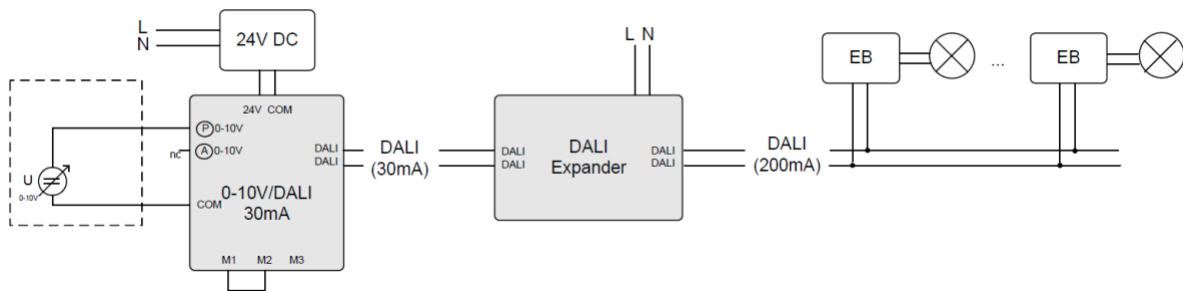 L
N
24V DC
U
0-10V
24V COM
P 0-10V
nc
A 0-10V
COM
0-10V/DALI
30mA
DALI
DALI
M1 M2 M3
DALI
(30mA)
L N
DALI
DALI
DALI
Expander
DALI
DALI
DALI
(200mA)
EB
...
EB